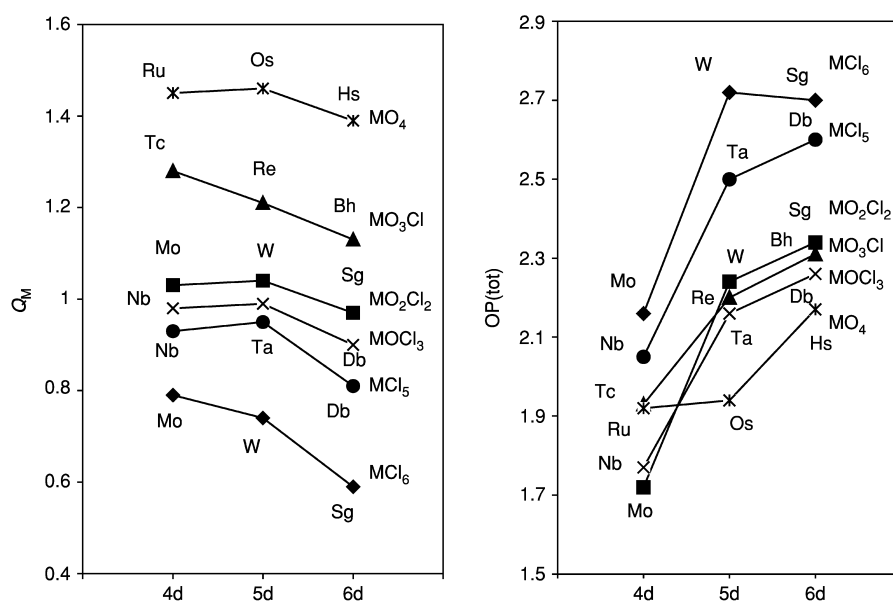 1.6
1.4
1.2
1
0.8
0.6
0.4
Q_M
4d
5d
6d
Ru
Os
Hs
MO₄
Tc
Re
Bh
MO₃Cl
Mo
W
Sg
MO₂Cl₂
Nb
MOCl₃
Nb
Ta
Db
MCl₅
Db
Mo
W
MCl₆
Sg
2.9
2.7
2.5
2.3
2.1
1.9
1.7
1.5
OP(tot)
4d
5d
6d
W
Sg
MCl₆
Db
MCl₅
Ta
Sg
MO₂Cl₂
W
Bh
MO₃Cl
Mo
Re
MOCl₃
Db
Nb
Ta
MO₄
Hs
Tc
Ru
Os
Nb
Mo